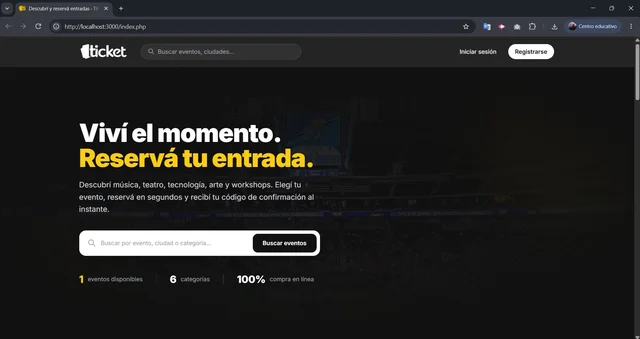 Descubrí y reservá entradas - Ti
http://localhost:3000/index.php
Centro educativo
ticket
Buscar eventos, ciudades...
Iniciar sesión
Registrarse
Viví el momento.
Reservá tu entrada.
Descubrí música, teatro, tecnología, arte y workshops. Elegí tu
evento, reservá en segundos y recibí tu código de confirmación al
instante.
Buscar por evento, ciudad o categoría...
Buscar eventos
1 eventos disponibles
6 categorías
100% compra en línea